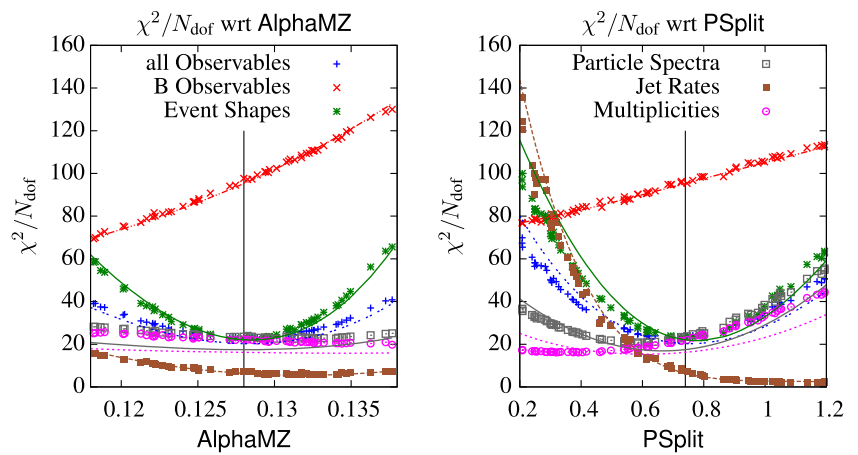 χ²/N_dof wrt AlphaMZ
160
140
120
100
80
60
40
20
0
χ²/N_dof
all Observables
B Observables
Event Shapes
0.12 0.125 0.13 0.135
AlphaMZ
χ²/N_dof wrt PSplit
160
140
120
100
80
60
40
20
0
χ²/N_dof
Particle Spectra
Jet Rates
Multiplicities
0.2 0.4 0.6 0.8 1 1.2
PSplit